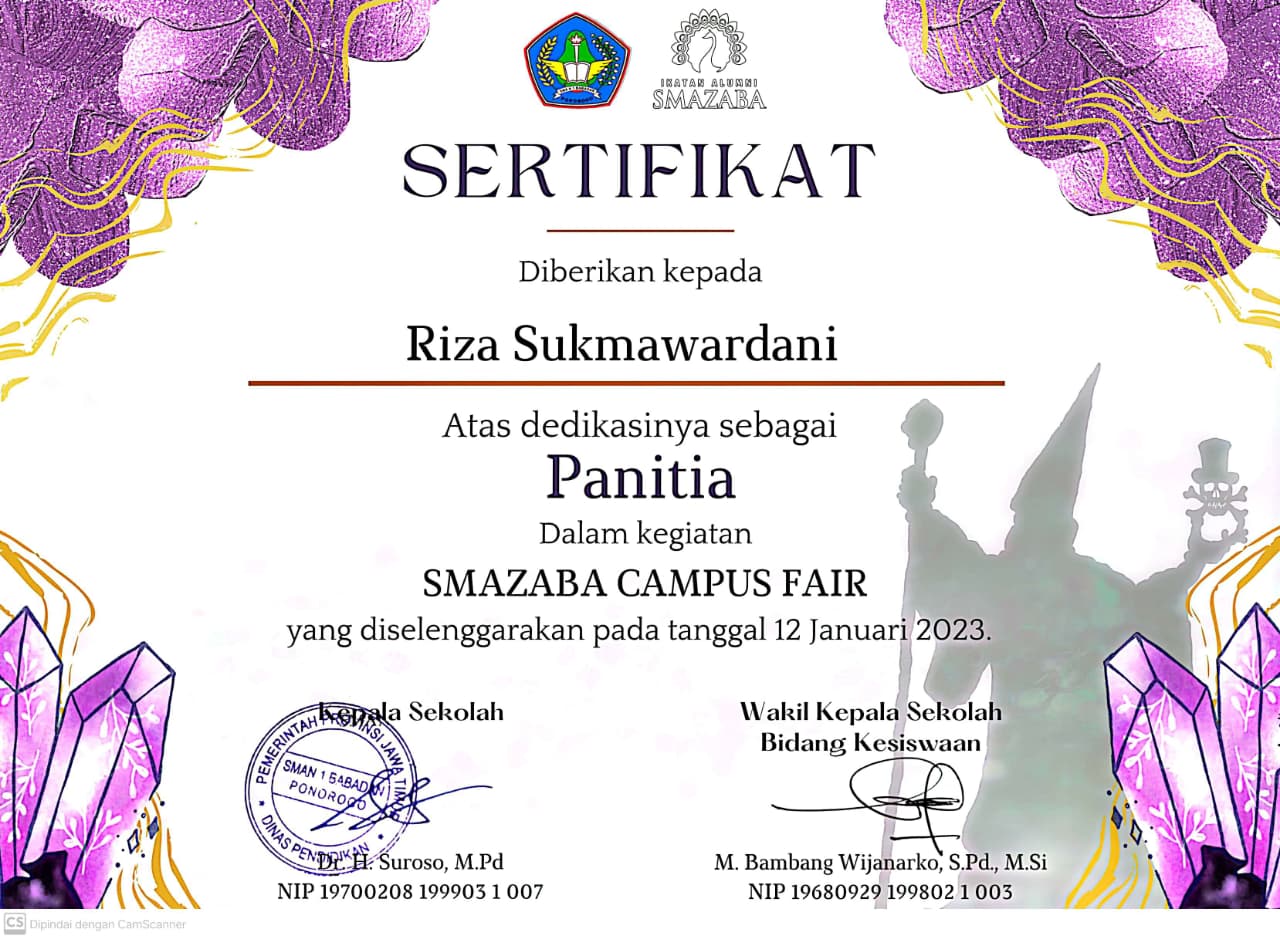 IKATAN ALUMNI
SMAZABA
SERTIFIKAT
Diberikan kepada
Riza Sukmawardani
Atas dedikasinya sebagai
Panitia
Dalam kegiatan
SMAZABA CAMPUS FAIR
yang diselenggarakan pada tanggal 12 Januari 2023.
Kepala Sekolah
PEMERINTAH PROVINSI JAWA TIMUR
SMAN 1 BABADAN
PONOROGO
DINAS PENDIDIKAN
Dr. H. Suroso, M.Pd
NIP 19700208 199903 1 007
Wakil Kepala Sekolah
Bidang Kesiswaan
M. Bambang Wijanarko, S.Pd., M.Si
NIP 19680929 199802 1 003
CS Dipindai dengan CamScanner